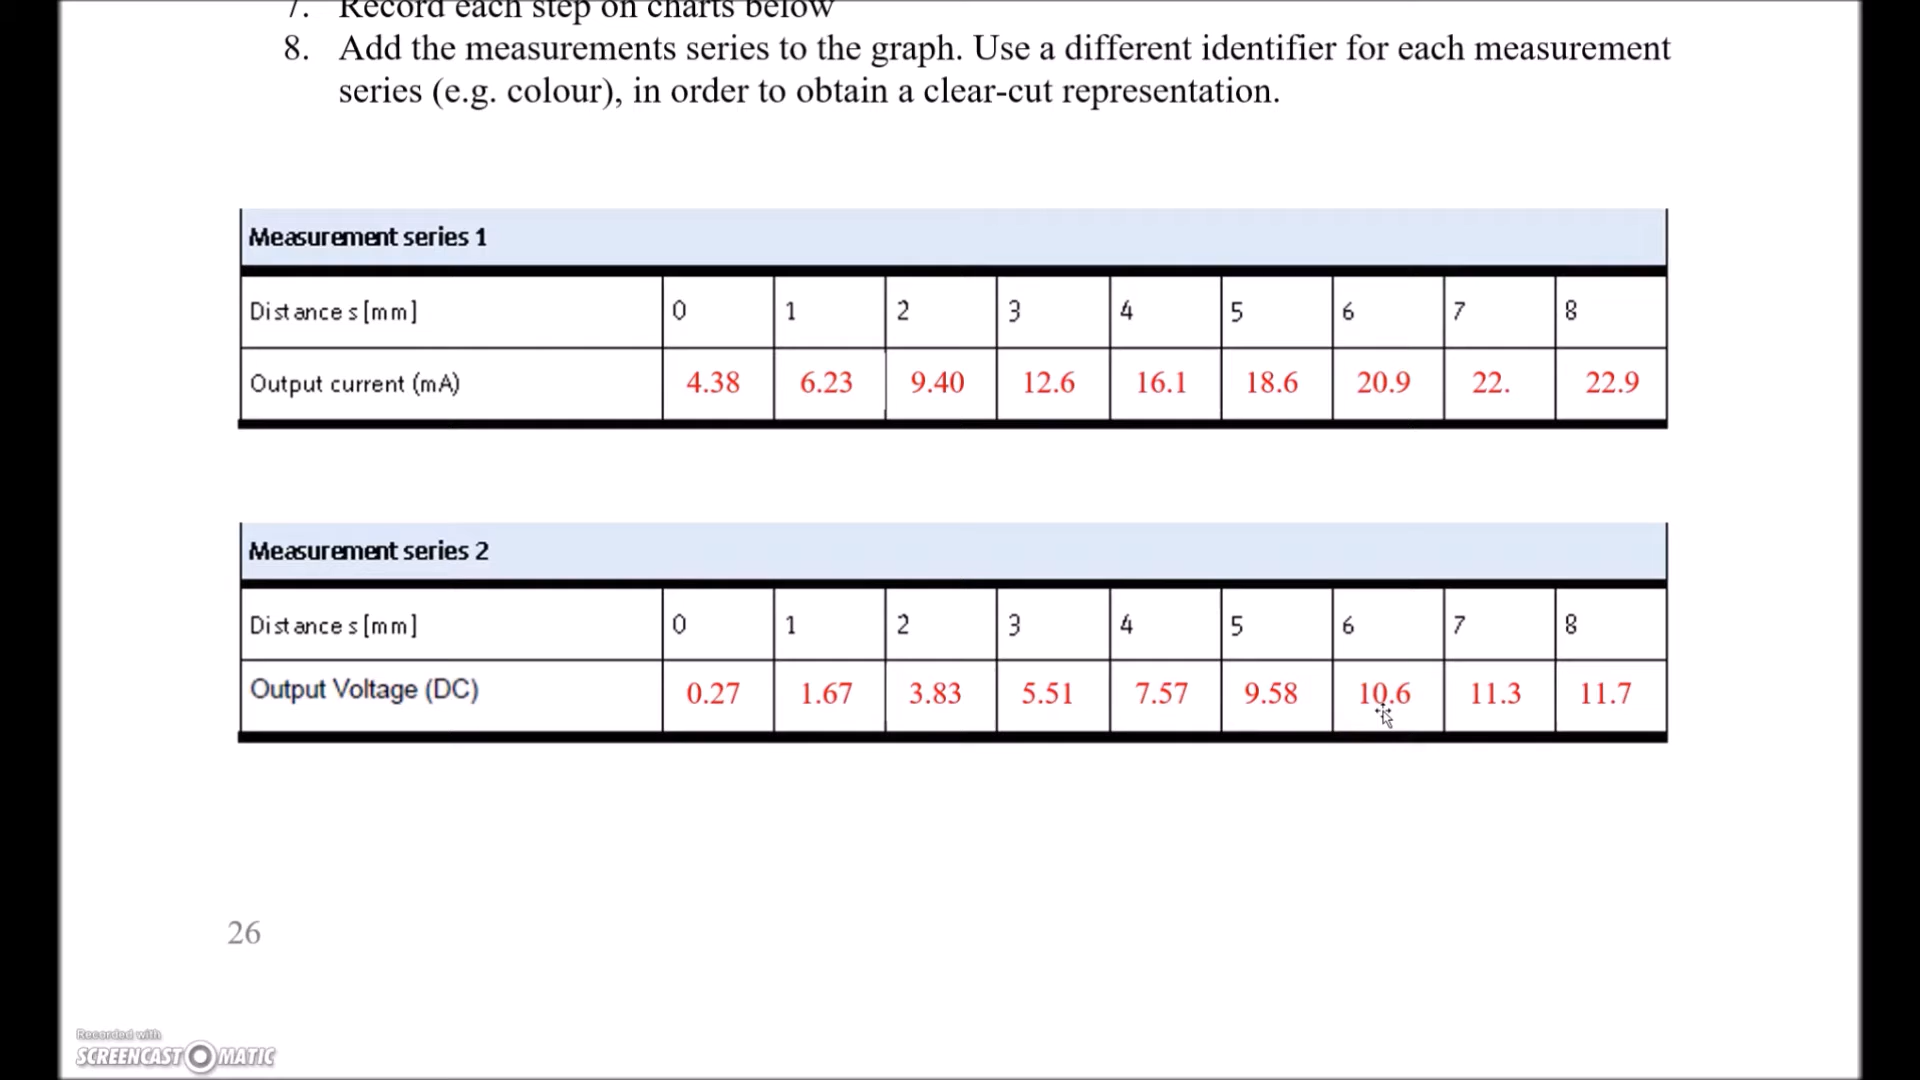 7. Record each step on charts below
8. Add the measurements series to the graph. Use a different identifier for each measurement
series (e.g. colour), in order to obtain a clear-cut representation.
Measurement series 1
Distance s [mm] 0 1 2 3 4 5 6 7 8
Output current (mA) 4.38 6.23 9.40 12.6 16.1 18.6 20.9 22. 22.9
Measurement series 2
Distance s [mm] 0 1 2 3 4 5 6 7 8
Output Voltage (DC) 0.27 1.67 3.83 5.51 7.57 9.58 10.6 11.3 11.7
26
Recorded with
SCREENCAST MATIC